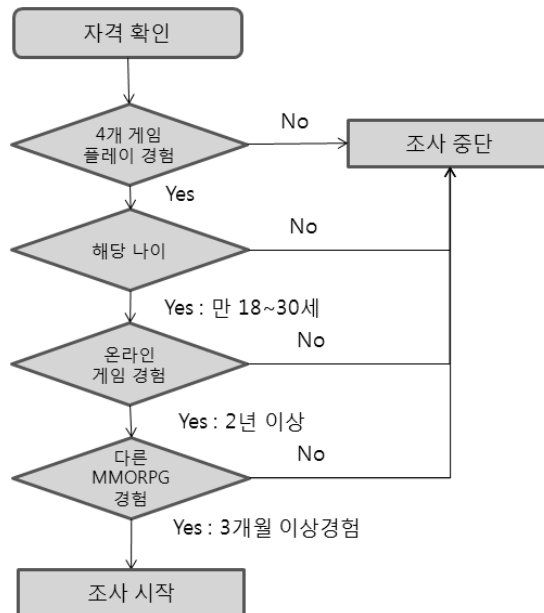 자격 확인
4개 게임
플레이 경험
No
조사 중단
Yes
해당 나이
No
Yes : 만 18~30세
온라인
게임 경험
No
Yes : 2년 이상
다른
MMORPG
경험
No
Yes : 3개월 이상경험
조사 시작